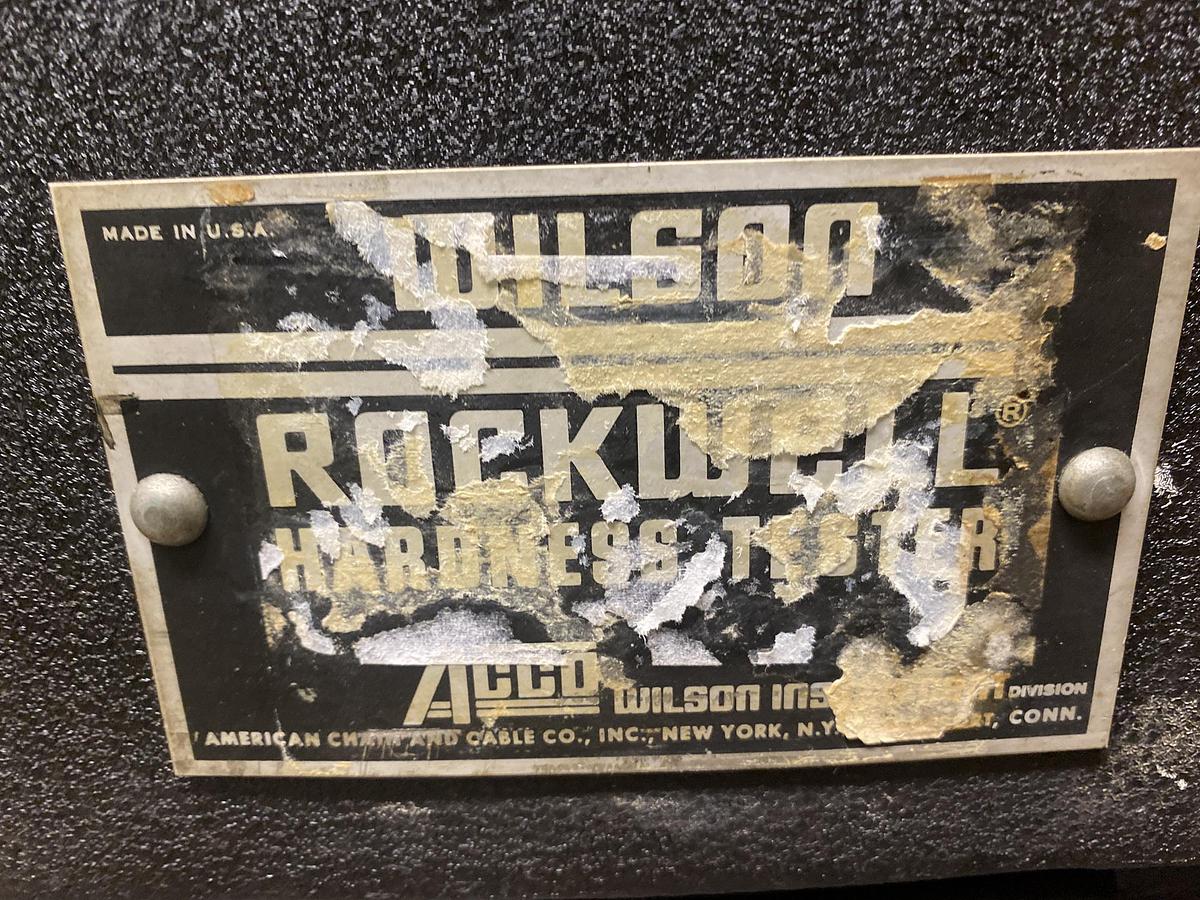 MADE IN U.S.A.
WILSON
ROCKWELL®
HARDNESS TESTER
ACCO WILSON DIVISION
AMERICAN CHAIN AND CABLE CO., INC., NEW YORK, N.Y. CONN.